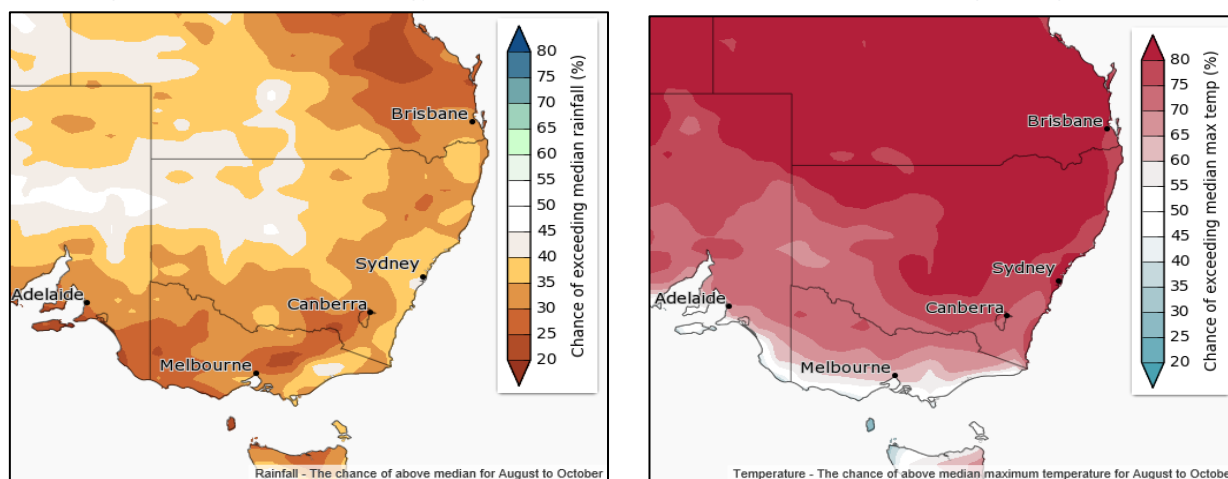 80
75
70
65
60
55
50
45
40
35
30
25
20
Chance of exceeding median rainfall (%)
Brisbane
Sydney
Adelaide
Canberra
Melbourne
Rainfall - The chance of above median for August to October
80
75
70
65
60
55
50
45
40
35
30
25
20
Chance of exceeding median max temp (%)
Brisbane
Sydney
Adelaide
Canberra
Melbourne
Temperature - The chance of above median maximum temperature for August to October